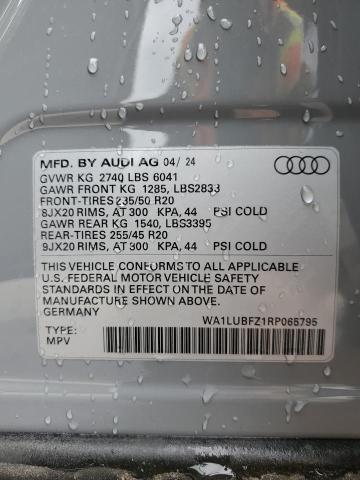 MFD. BY AUDI AG 04/ 24
GVWR KG 2740 LBS 6041
GAWR FRONT KG 1285, LBS2833
FRONT-TIRES 235/50 R20
8JX20 RIMS, AT 300 KPA, 44 PSI COLD
GAWR REAR KG 1540, LBS3395
REAR-TIRES 255/45 R20
9JX20 RIMS, AT 300 KPA, 44 PSI COLD
THIS VEHICLE CONFORMS TO ALL APPLICABLE
U.S. FEDERAL MOTOR VEHICLE SAFETY
STANDARDS IN EFFECT ON THE DATE OF
MANUFACTURE SHOWN ABOVE.
GERMANY
WA1LUBFZ1RP065795
TYPE:
MPV